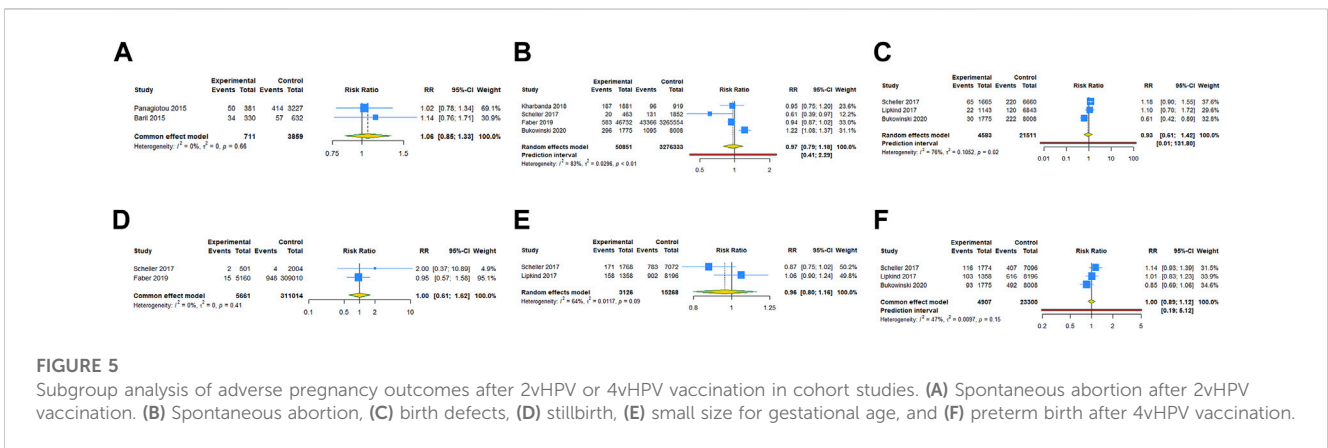 A
Experimental Control
Study Events Total Events Total Risk Ratio RR 95%-CI Weight
Panagiotou 2015 50 381 414 3227 1.02 [0.78; 1.34] 69.1%
Baril 2015 34 330 57 632 1.14 [0.76; 1.71] 30.9%
Common effect model 711 3859 1.06 [0.85; 1.33] 100.0%
Heterogeneity: I² = 0%, τ² = 0, p = 0.66
0.75 1 1.5
B
Experimental Control
Study Events Total Events Total Risk Ratio RR 95%-CI Weight
Kharbanda 2018 187 1881 96 919 0.95 [0.75; 1.20] 23.6%
Scheller 2017 20 463 131 1852 0.61 [0.39; 0.97] 12.2%
Faber 2019 583 46732 43366 3265554 0.94 [0.87; 1.02] 33.0%
Bukowinski 2020 296 1775 1095 8008 1.22 [1.08; 1.37] 31.1%
Random effects model 50851 3276333 0.97 [0.79; 1.18] 100.0%
Prediction interval [0.41; 2.29]
Heterogeneity: I² = 83%, τ² = 0.0296, p < 0.01
0.5 1 2
C
Experimental Control
Study Events Total Events Total Risk Ratio RR 95%-CI Weight
Scheller 2017 65 1665 220 6660 1.18 [0.90; 1.55] 37.6%
Lipkind 2017 22 1143 120 6843 1.10 [0.70; 1.72] 29.6%
Bukowinski 2020 30 1775 222 8008 0.61 [0.42; 0.89] 32.8%
Random effects model 4583 21511 0.93 [0.61; 1.42] 100.0%
Prediction interval [0.01; 131.80]
Heterogeneity: I² = 76%, τ² = 0.1052, p = 0.02
0.01 0.1 1 10 100
D
Experimental Control
Study Events Total Events Total Risk Ratio RR 95%-CI Weight
Scheller 2017 2 501 4 2004 2.00 [0.37; 10.89] 4.9%
Faber 2019 15 5160 948 309010 0.95 [0.57; 1.58] 95.1%
Common effect model 5661 311014 1.00 [0.61; 1.62] 100.0%
Heterogeneity: I² = 0%, τ² = 0, p = 0.41
0.1 0.5 1 2 10
E
Experimental Control
Study Events Total Events Total Risk Ratio RR 95%-CI Weight
Scheller 2017 171 1768 783 7072 0.87 [0.75; 1.02] 50.2%
Lipkind 2017 158 1358 902 8196 1.06 [0.90; 1.24] 49.8%
Random effects model 3126 15268 0.96 [0.80; 1.16] 100.0%
Heterogeneity: I² = 64%, τ² = 0.0117, p = 0.09
0.8 1 1.25
F
Experimental Control
Study Events Total Events Total Risk Ratio RR 95%-CI Weight
Scheller 2017 116 1774 407 7096 1.14 [0.93; 1.39] 31.5%
Lipkind 2017 103 1358 616 8196 1.01 [0.83; 1.23] 33.9%
Bukowinski 2020 93 1775 492 8008 0.85 [0.69; 1.06] 34.6%
Common effect model 4907 23300 1.00 [0.89; 1.12] 100.0%
Prediction interval [0.19; 5.12]
Heterogeneity: I² = 47%, τ² = 0.0097, p = 0.15
0.2 0.5 1 2 5
FIGURE 5
Subgroup analysis of adverse pregnancy outcomes after 2vHPV or 4vHPV vaccination in cohort studies. (A) Spontaneous abortion after 2vHPV
vaccination. (B) Spontaneous abortion, (C) birth defects, (D) stillbirth, (E) small size for gestational age, and (F) preterm birth after 4vHPV vaccination.